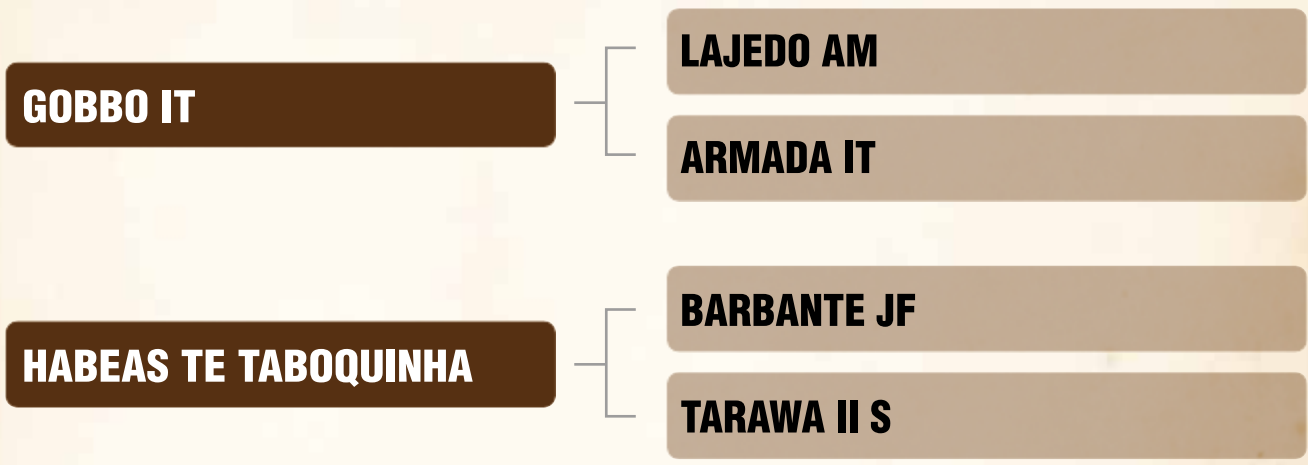 GOBBO IT
LAJEDO AM
ARMADA IT
HABEAS TE TABOQUINHA
BARBANTE JF
TARAWA II S